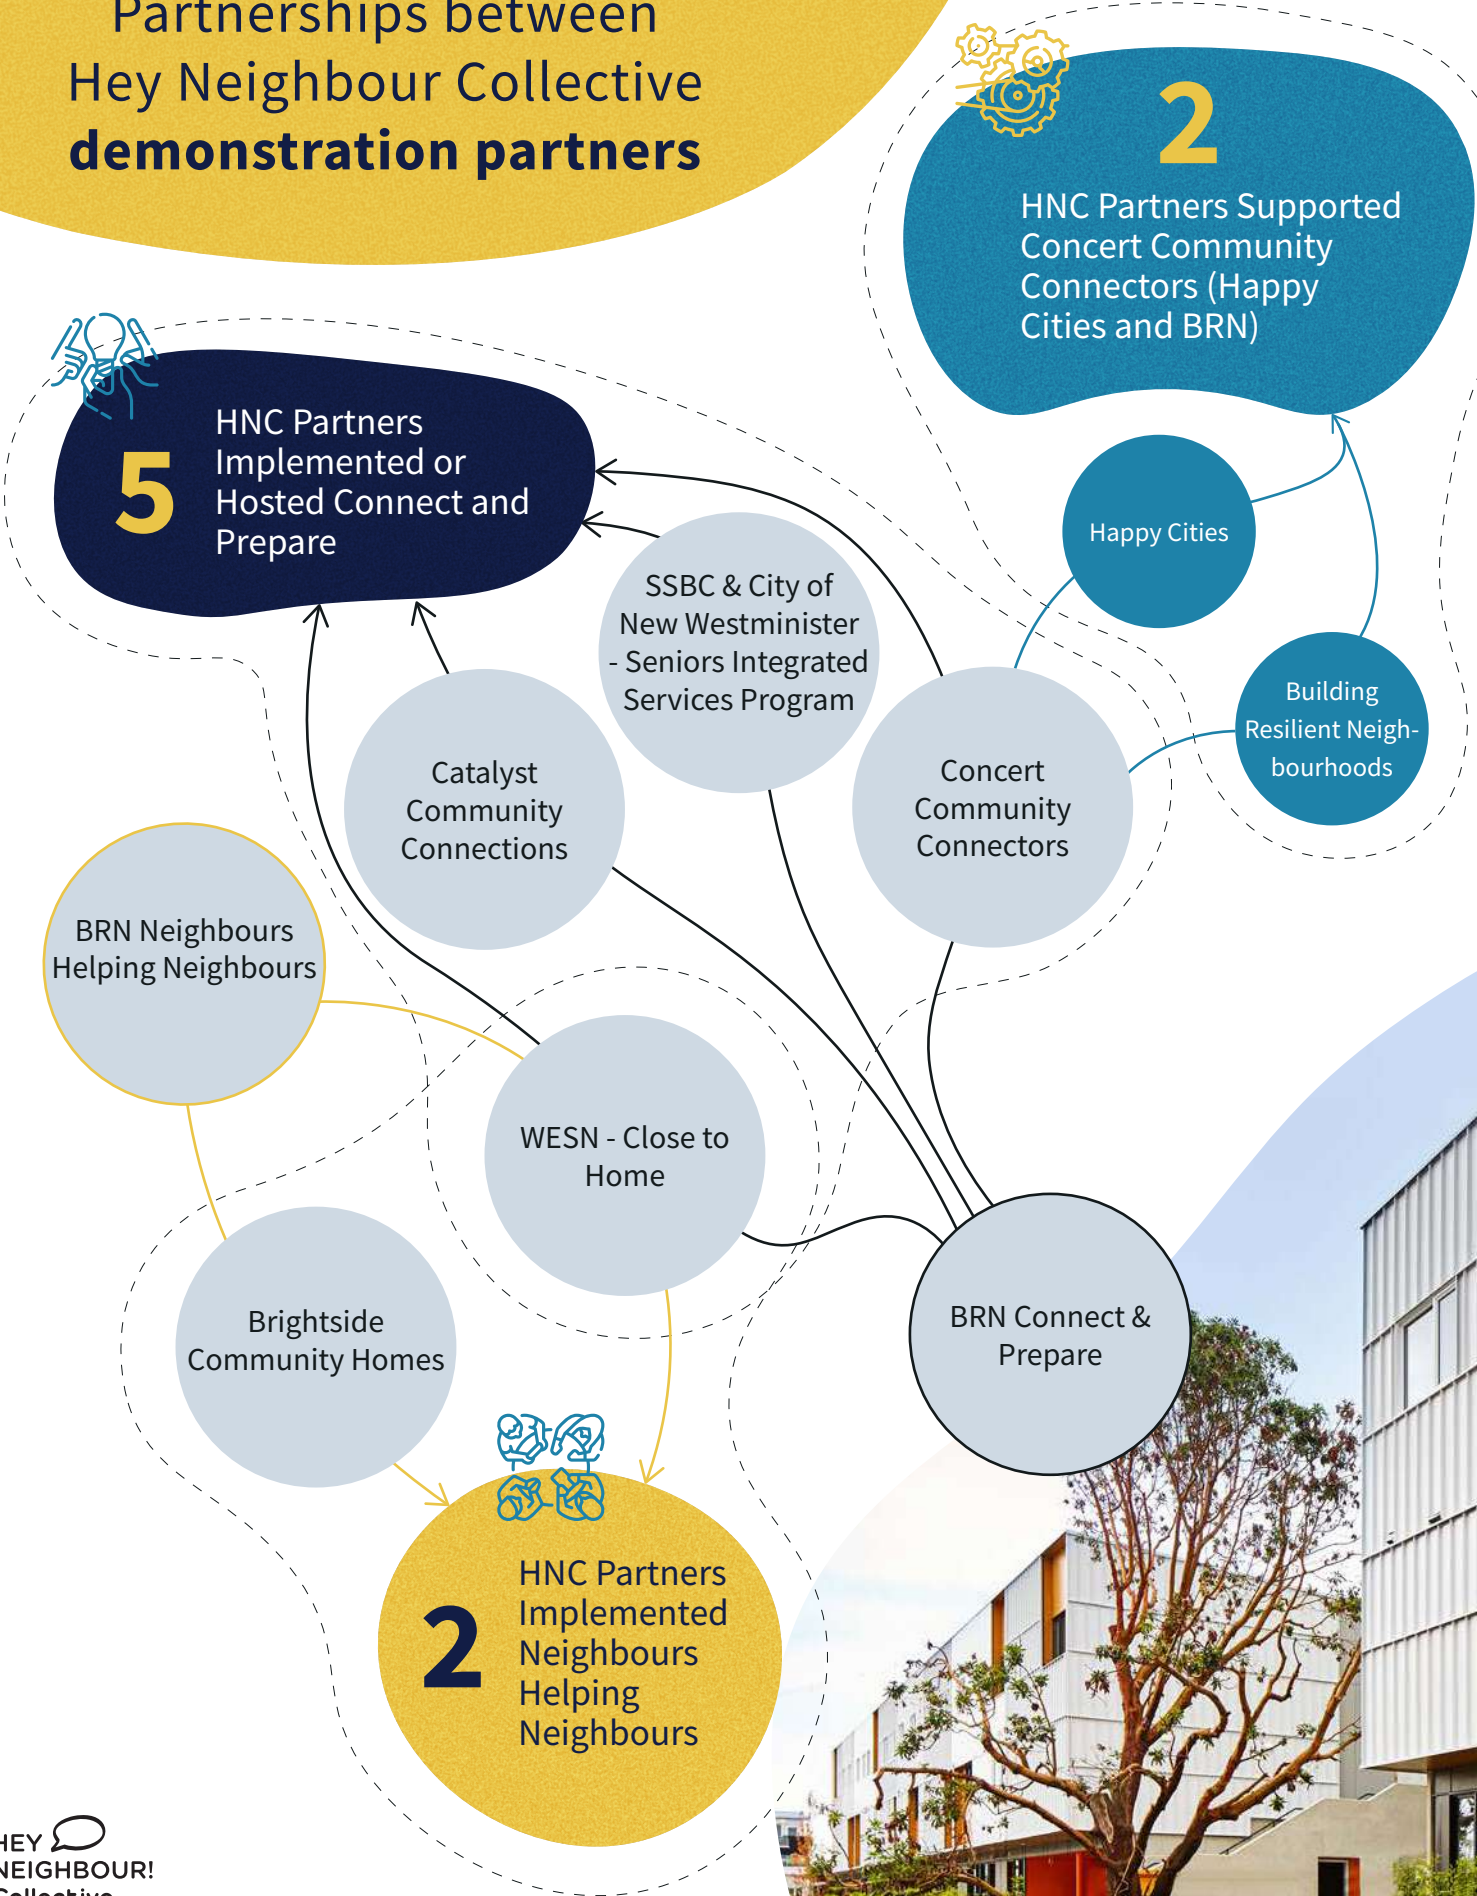 Partnerships between
Hey Neighbour Collective
demonstration partners
2
HNC Partners Supported
Concert Community
Connectors (Happy
Cities and BRN)
5
HNC Partners
Implemented or
Hosted Connect and
Prepare
Happy Cities
SSBC & City of
New Westminister
- Seniors Integrated
Services Program
Building
Resilient Neigh-
bourhoods
Catalyst
Community
Connections
Concert
Community
Connectors
BRN Neighbours
Helping Neighbours
WESN - Close to
Home
Brightside
Community Homes
BRN Connect &
Prepare
2
HNC Partners
Implemented
Neighbours
Helping
Neighbours
HEY
NEIGHBOUR!
Collective